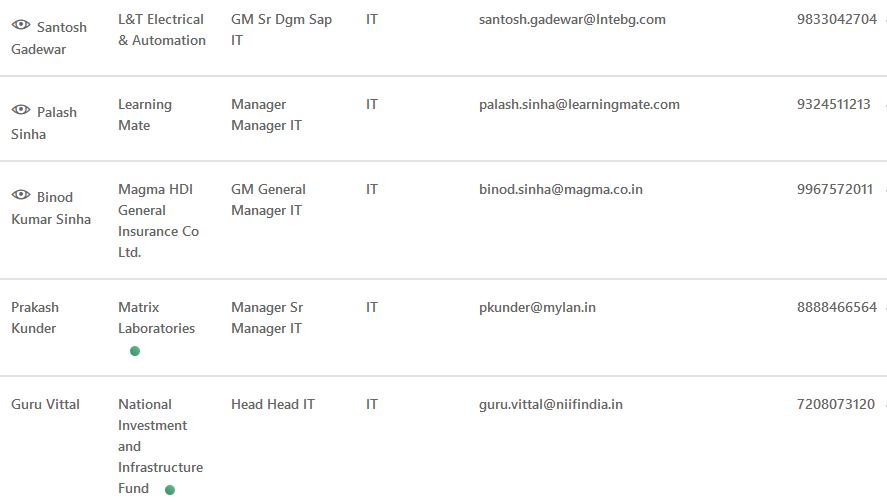 Santosh Gadewar
L&T Electrical & Automation
GM Sr Dgm Sap IT
IT
santosh.gadewar@lntebg.com
9833042704
Palash Sinha
Learning Mate
Manager Manager IT
IT
palash.sinha@learningmate.com
9324511213
Binod Kumar Sinha
Magma HDI General Insurance Co Ltd.
GM General Manager IT
IT
binod.sinha@magma.co.in
9967572011
Prakash Kunder
Matrix Laboratories
Manager Sr Manager IT
IT
pkunder@mylan.in
8888466564
Guru Vittal
National Investment and Infrastructure Fund
Head Head IT
IT
guru.vittal@niifindia.in
7208073120